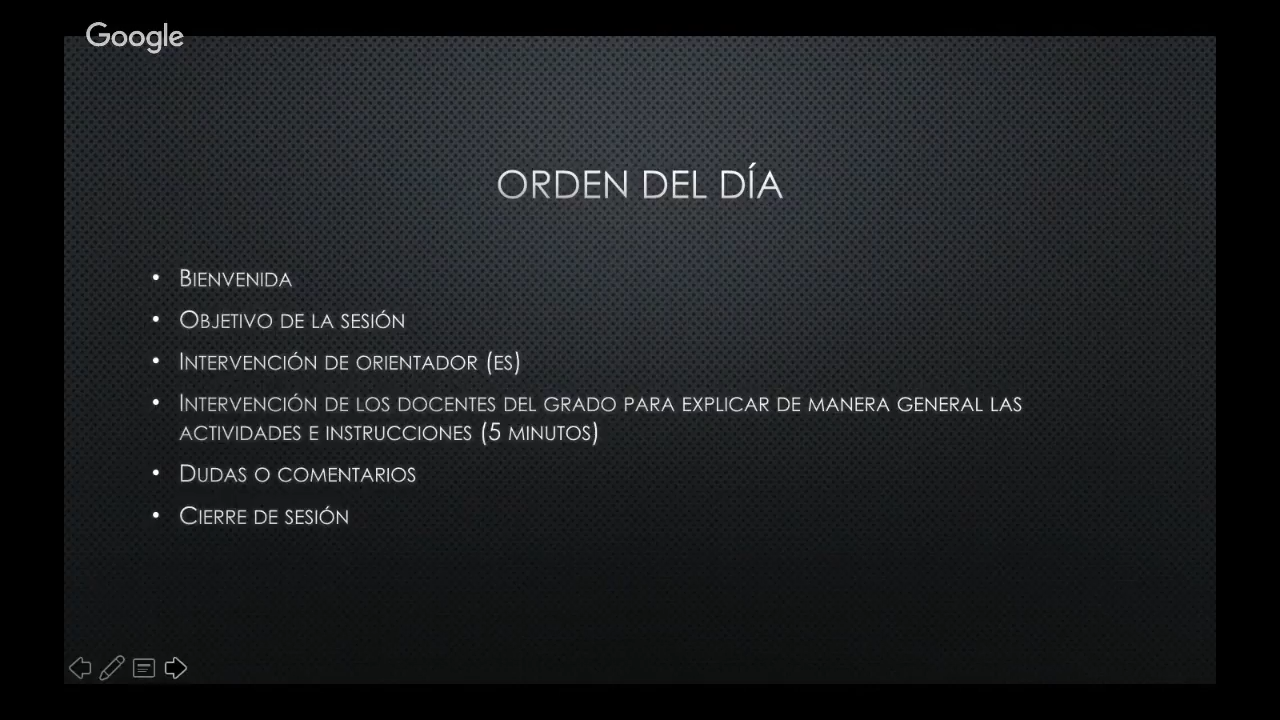 Google
ORDEN DEL DÍA
• BIENVENIDA
• OBJETIVO DE LA SESIÓN
• INTERVENCIÓN DE ORIENTADOR (ES)
• INTERVENCIÓN DE LOS DOCENTES DEL GRADO PARA EXPLICAR DE MANERA GENERAL LAS
ACTIVIDADES E INSTRUCCIONES (5 MINUTOS)
• DUDAS O COMENTARIOS
• CIERRE DE SESIÓN